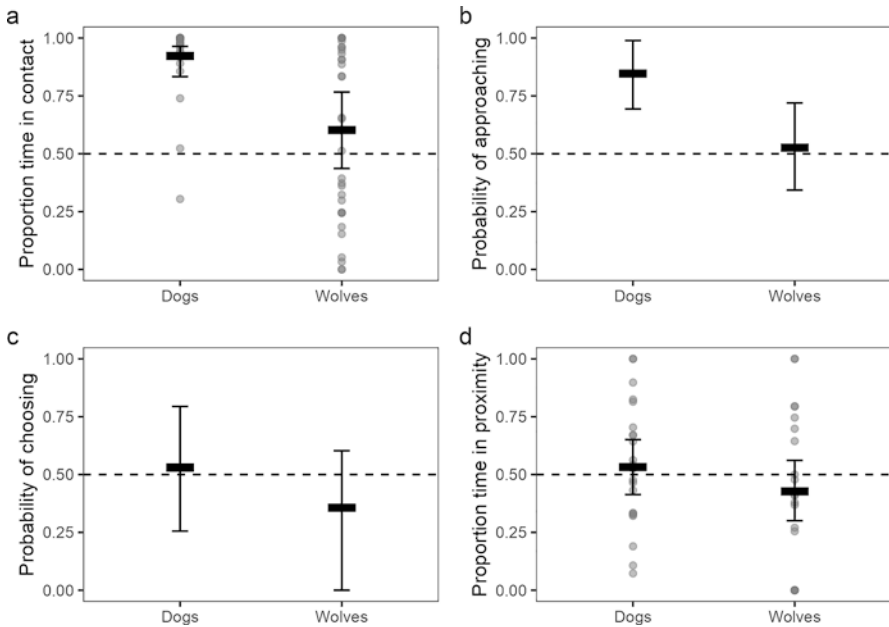 a
Proportion time in contact
1.00
0.75
0.50
0.25
0.00
Dogs
Wolves
b
Probability of approaching
1.00
0.75
0.50
0.25
0.00
Dogs
Wolves
c
Probability of choosing
1.00
0.75
0.50
0.25
0.00
Dogs
Wolves
d
Proportion time in proximity
1.00
0.75
0.50
0.25
0.00
Dogs
Wolves